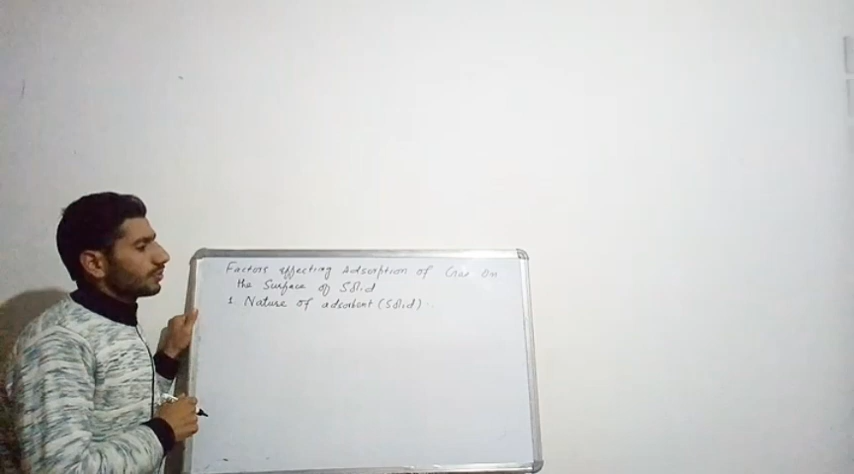 Factors effecting Adsorption of Gas on
the Surface of Solid
1. Nature of adsorbent (Solid)